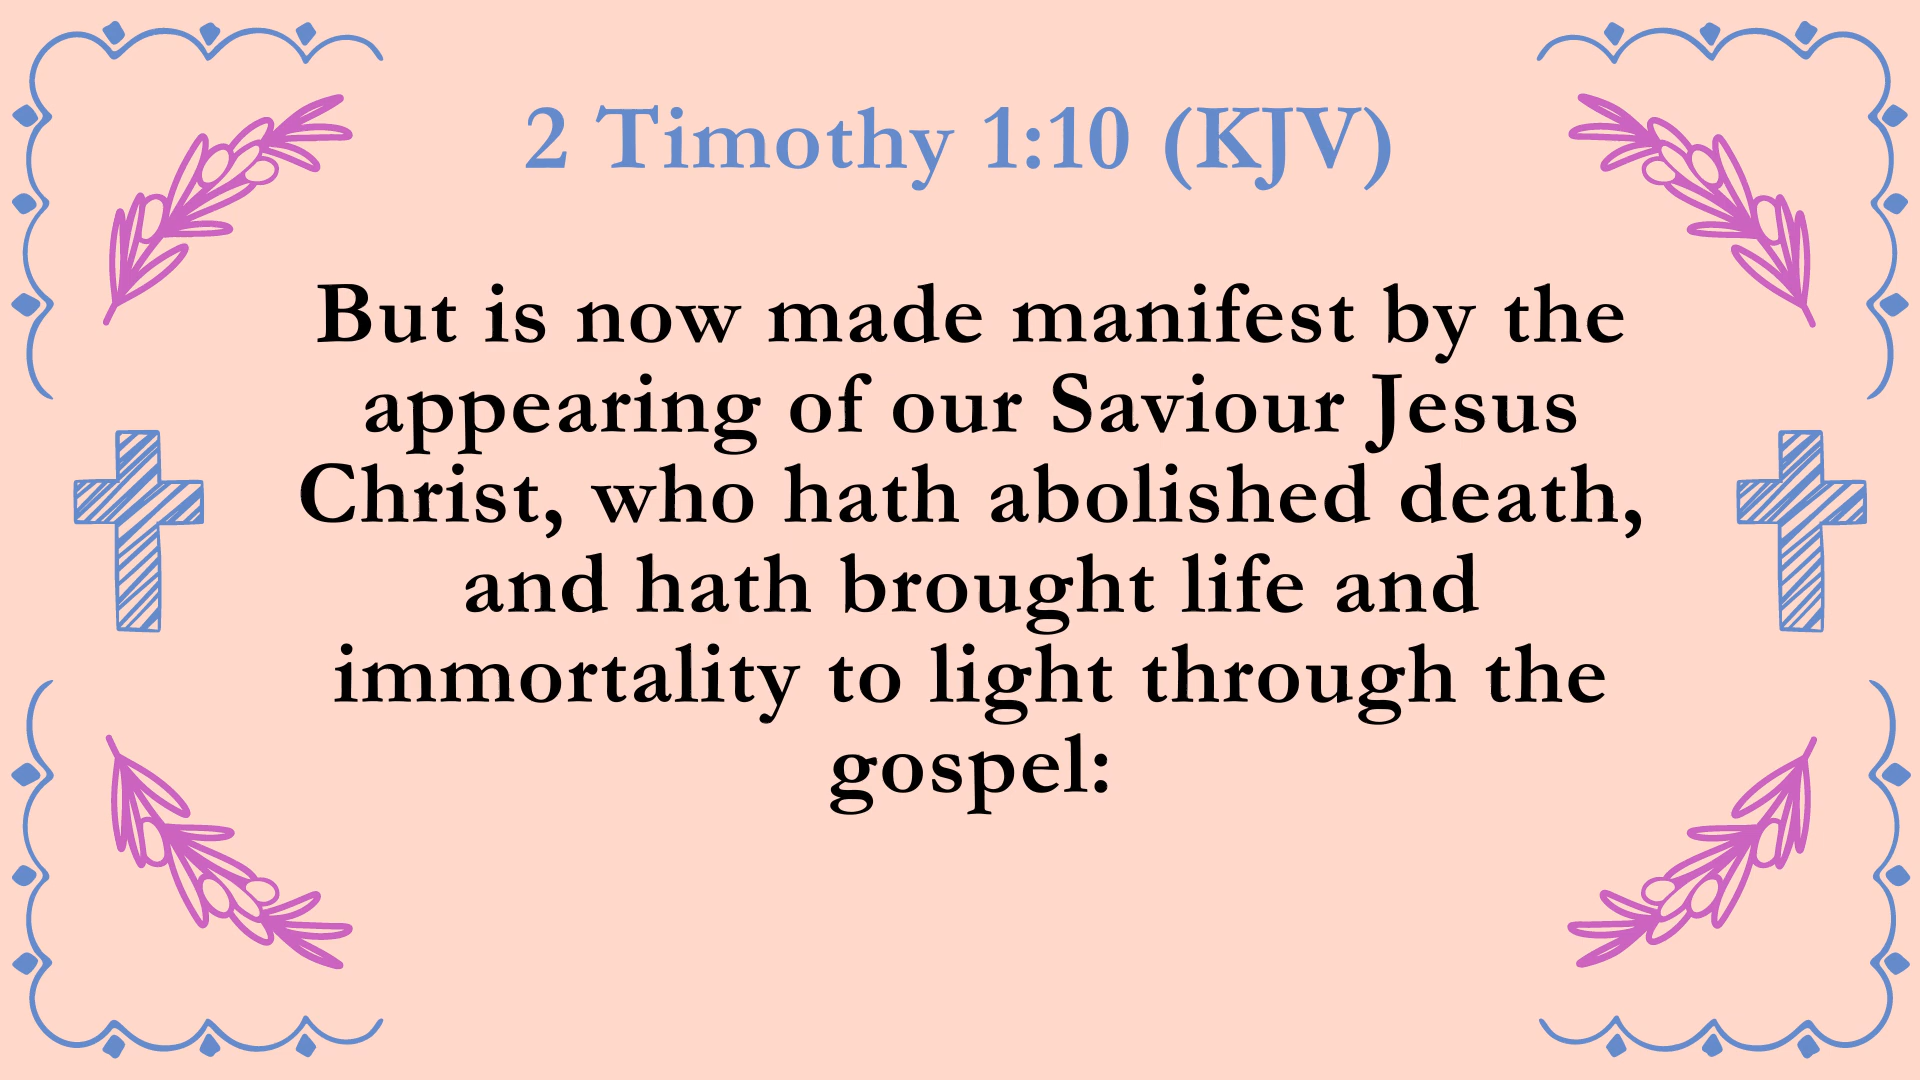 2 Timothy 1:10 (KJV)
But is now made manifest by the
appearing of our Saviour Jesus
Christ, who hath abolished death,
and hath brought life and
immortality to light through the
gospel: